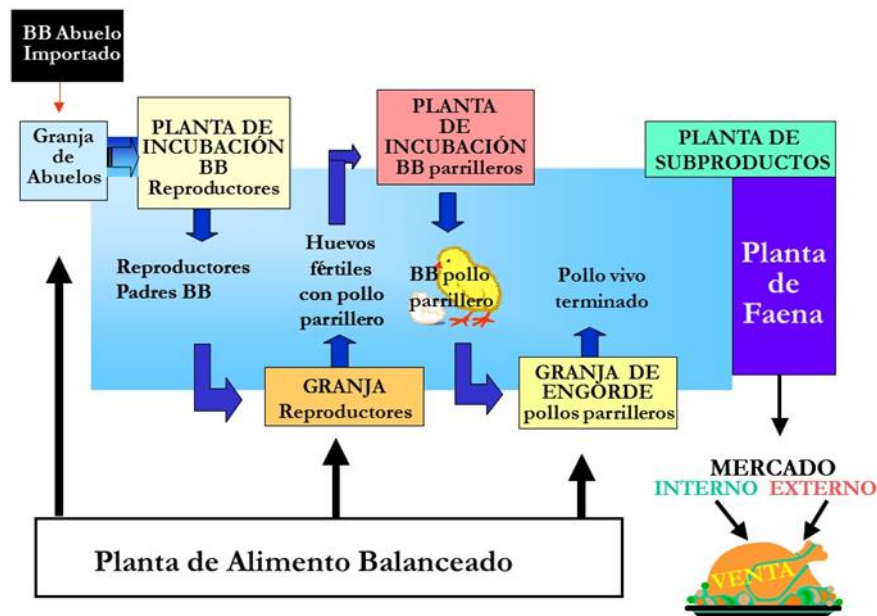 BB Abuelo
Importado
Granja
de
Abuelos
PLANTA DE
INCUBACIÓN
BB
Reproductores
PLANTA
DE
INCUBACIÓN
BB parrilleros
PLANTA DE
SUBPRODUCTOS
Reproductores
Padres BB
Huevos
fértiles
con pollo
parrillero
BB pollo
parrillero
Pollo vivo
terminado
Planta
de
Faena
GRANJA
Reproductores
GRANJA DE
ENGORDE
pollos parrilleros
MERCADO
INTERNO EXTERNO
Planta de Alimento Balanceado
VENTA